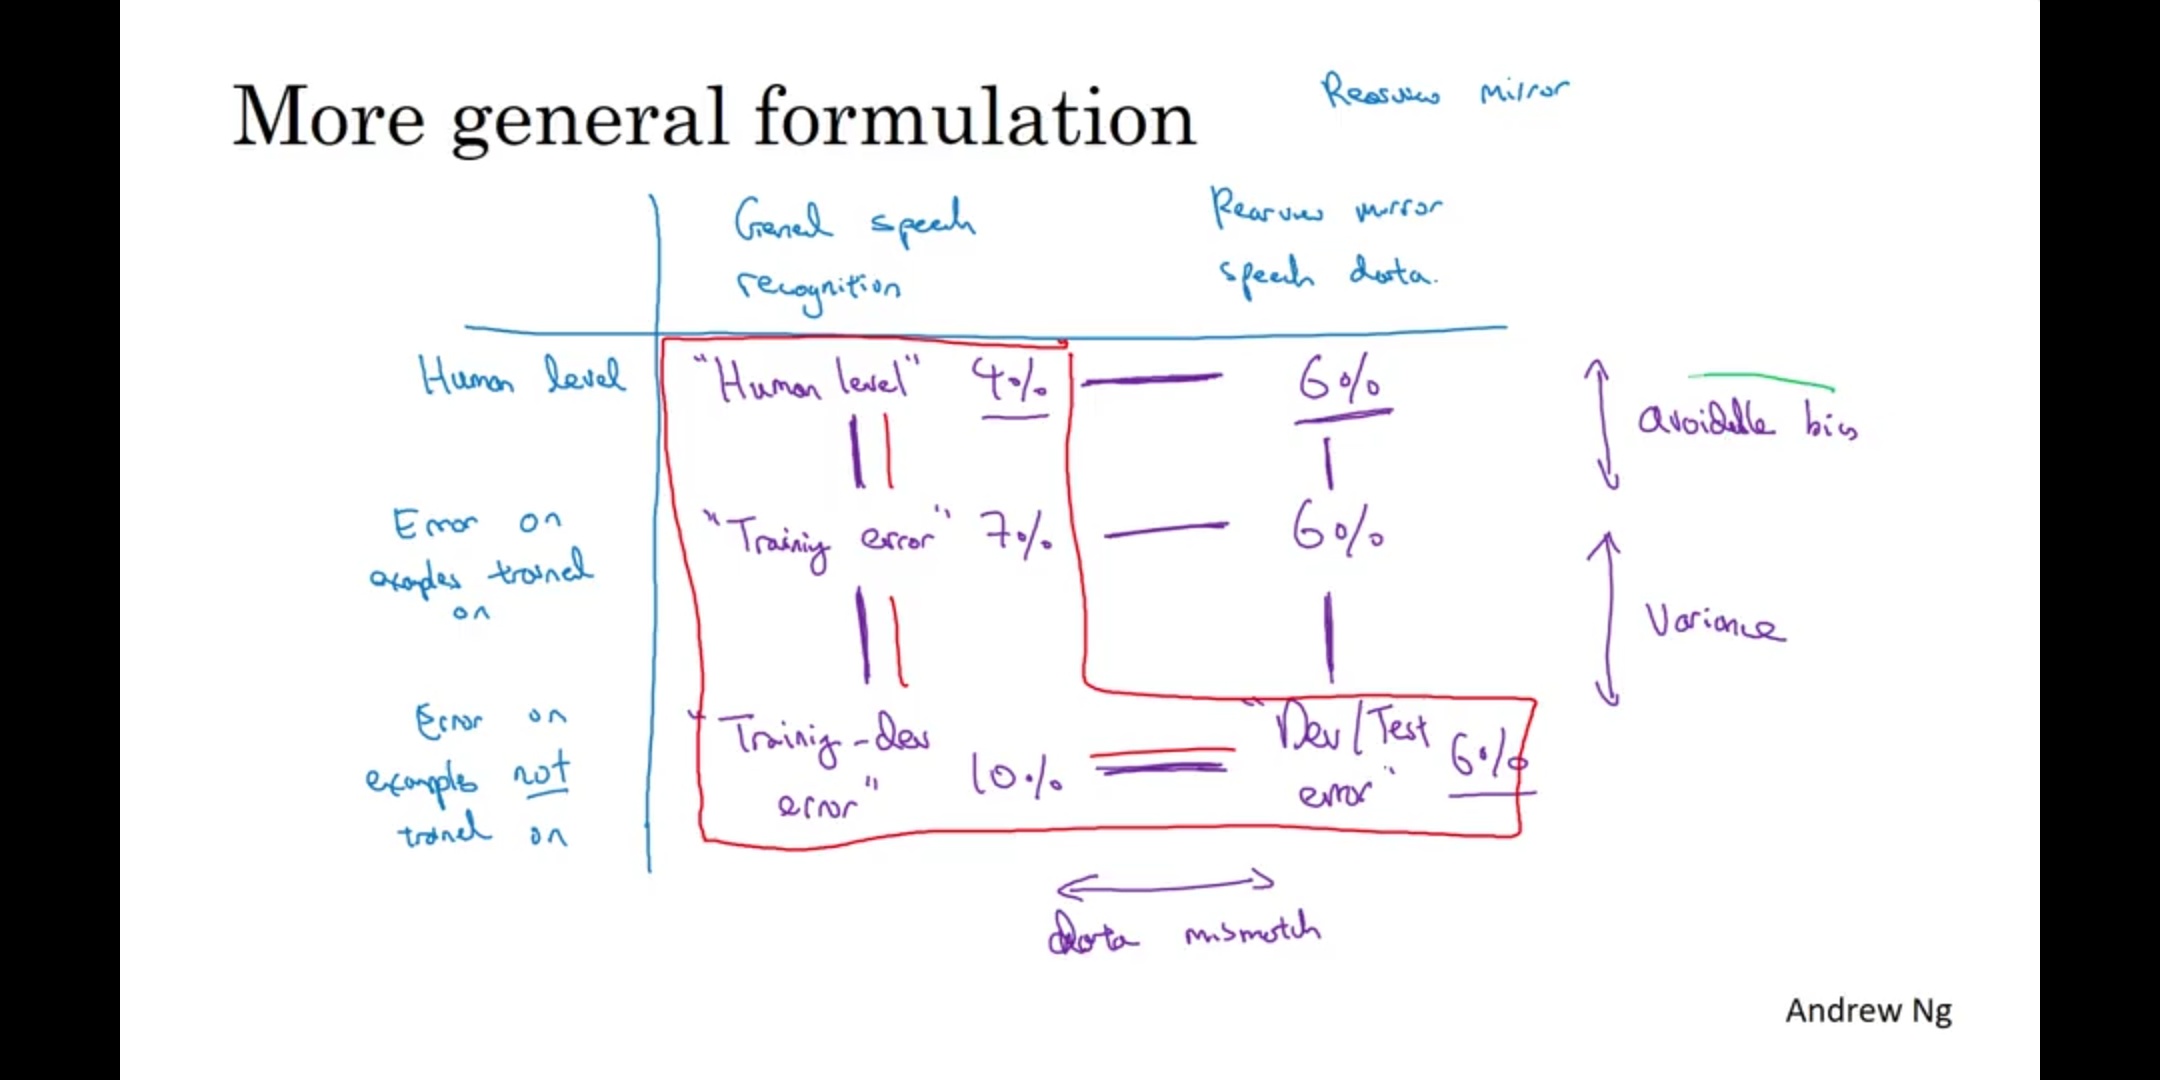 More general formulation
Rearview mirror
General speech
recognition
Rearview mirror
speech data.
Human level
"Human level" 4%
6%
avoidable bias
Error on
examples trained
on
"Training error" 7%
6%
Variance
Error on
examples not
trained on
"Training-dev
error" 10%
"Dev/Test
error" 6%
data mismatch
Andrew Ng